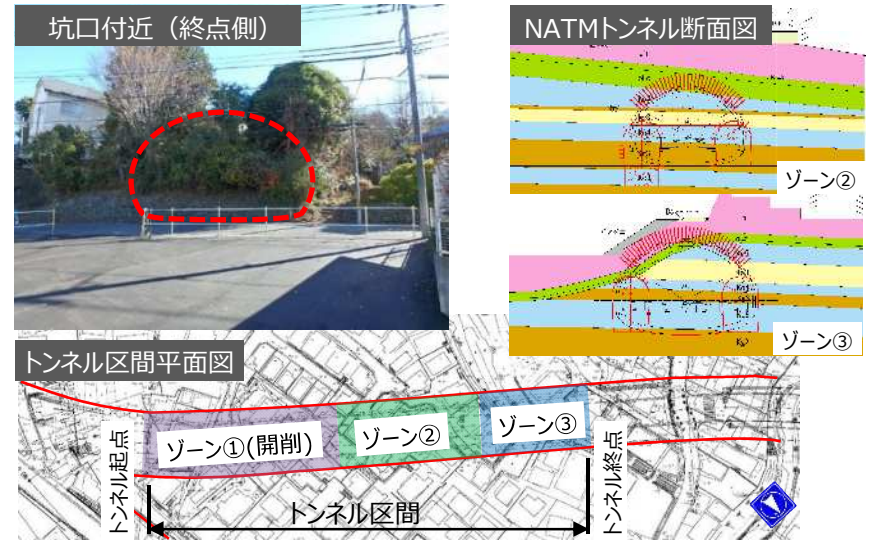 坑口付近（終点側）
NATMトンネル断面図
ゾーン②
ゾーン③
トンネル区間平面図
トンネル起点
ゾーン①(開削)
ゾーン②
ゾーン③
トンネル終点
トンネル区間